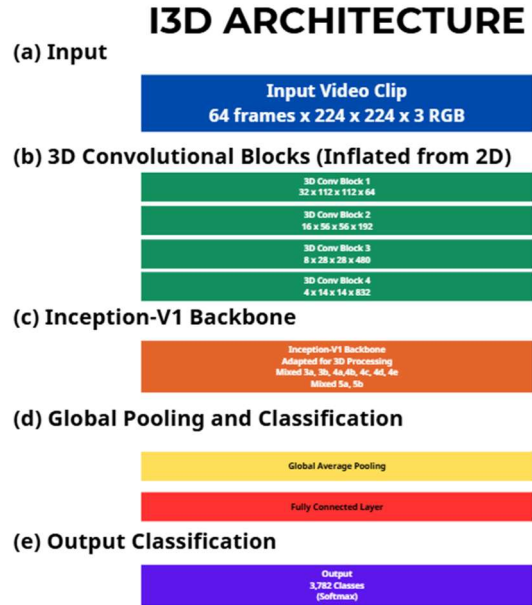 I3D ARCHITECTURE
(a) Input
Input Video Clip
64 frames x 224 x 224 x 3 RGB
(b) 3D Convolutional Blocks (Inflated from 2D)
3D Conv Block 1
32 x 112 x 112 x 64
3D Conv Block 2
16 x 56 x 56 x 192
3D Conv Block 3
8 x 28 x 28 x 480
3D Conv Block 4
4 x 14 x 14 x 832
(c) Inception-V1 Backbone
Inception-V1 Backbone
Adapted for 3D Processing
Mixed 3a, 3b, 4a,4b, 4c, 4d, 4e
Mixed 5a, 5b
(d) Global Pooling and Classification
Global Average Pooling
Fully Connected Layer
(e) Output Classification
Output
3,782 Classes
(Softmax)